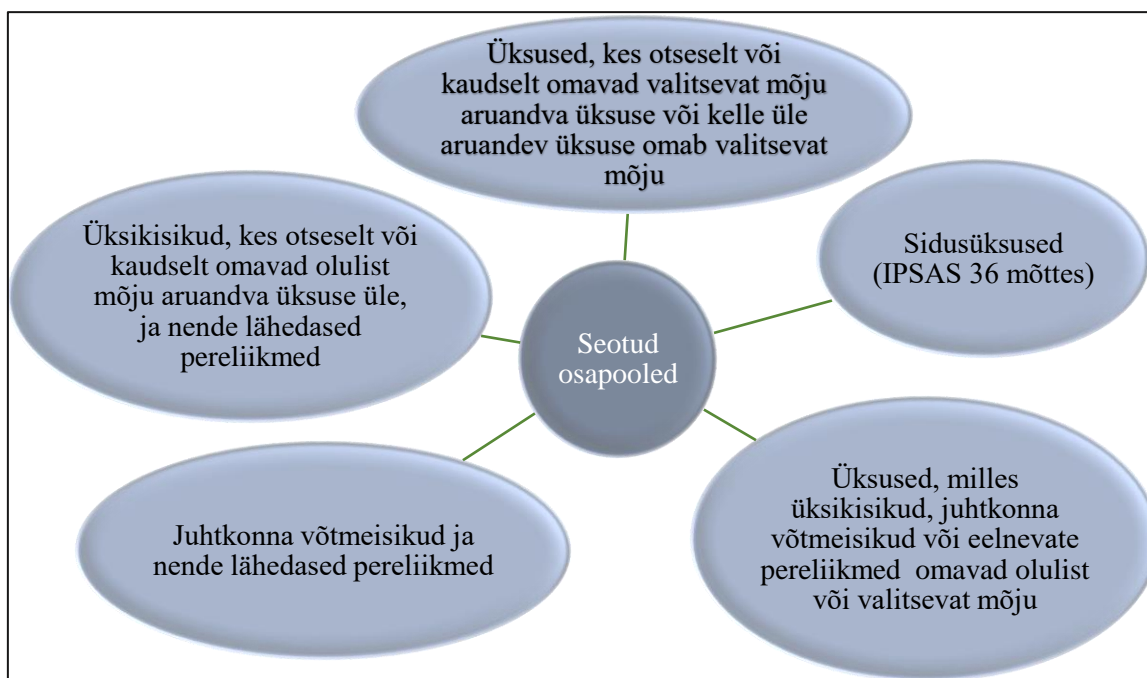 Üksused, kes otseselt või
kaudselt omavad valitsevat mõju
aruandva üksuse või kelle üle
aruandev üksuse omab valitsevat
mõju
Üksikisikud, kes otseselt või
kaudselt omavad olulist
mõju aruandva üksuse üle,
ja nende lähedased
pereliikmed
Sidusüksused
(IPSAS 36 mõttes)
Seotud
osapooled
Juhtkonna võtmeisikud ja
nende lähedased pereliikmed
Üksused, milles
üksikisikud, juhtkonna
võtmeisikud või eelnevate
pereliikmed omavad olulist
või valitsevat mõju